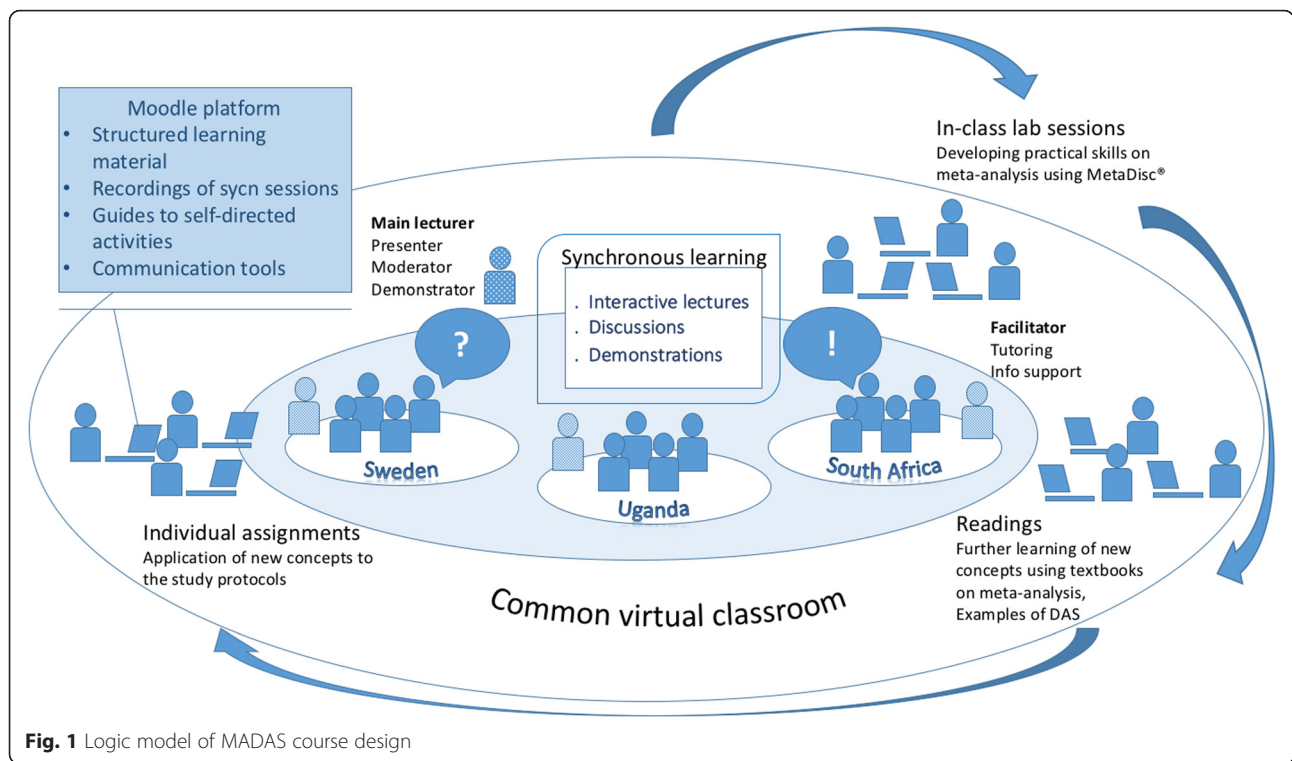 Moodle platform
• Structured learning
material
• Recordings of sycn sessions
• Guides to self-directed
activities
• Communication tools
Main lecturer
Presenter
Moderator
Demonstrator
Synchronous learning
. Interactive lectures
. Discussions
. Demonstrations
In-class lab sessions
Developing practical skills on
meta-analysis using MetaDisc®
?
!
Facilitator
Tutoring
Info support
Sweden
Uganda
South Africa
Individual assignments
Application of new concepts to
the study protocols
Readings
Further learning of new
concepts using textbooks
on meta-analysis,
Examples of DAS
Common virtual classroom
Fig. 1 Logic model of MADAS course design